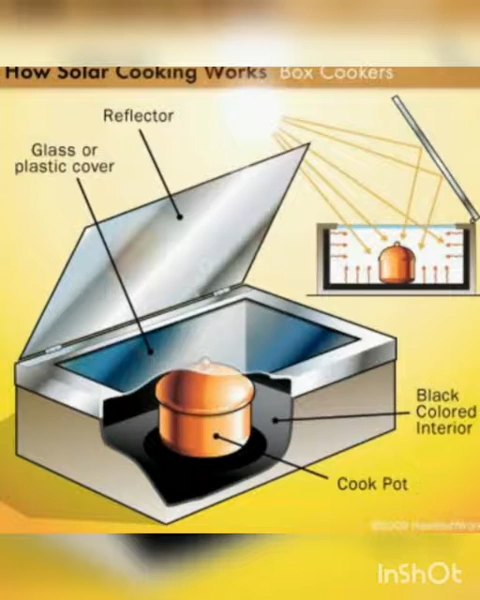 How Solar Cooking Works Box Cookers
Reflector
Glass or
plastic cover
Black
Colored
Interior
Cook Pot
InShOt